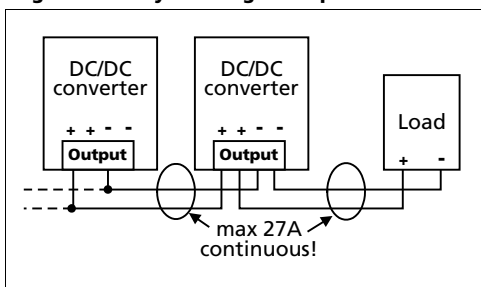 DC/DC
converter
+ + - -
Output
DC/DC
converter
+ + - -
Output
Load
+ -
max 27A
continuous!